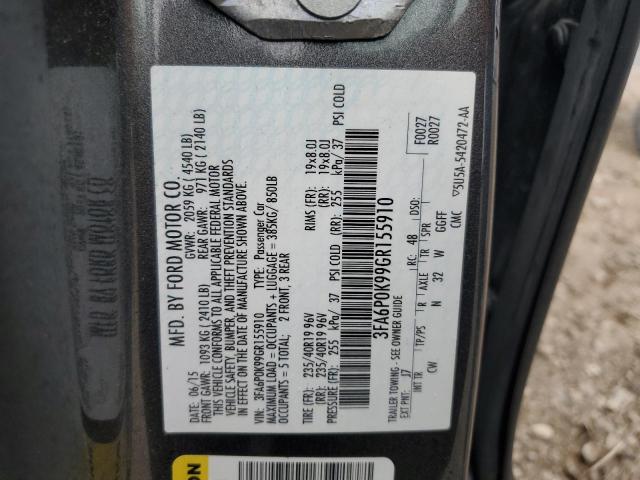 MFD. BY FORD MOTOR CO.
DATE: 06/15 GVWR: 2059 KG ( 4540 LB)
FRONT GAWR: 1093 KG ( 2410 LB) REAR GAWR: 971 KG ( 2140 LB)
THIS VEHICLE CONFORMS TO ALL APPLICABLE FEDERAL MOTOR
VEHICLE SAFETY, BUMPER, AND THEFT PREVENTION STANDARDS
IN EFFECT ON THE DATE OF MANUFACTURE SHOWN ABOVE.
VIN: 3FA6P0K99GR155910 TYPE: Passenger Car
MAXIMUM LOAD = OCCUPANTS + LUGGAGE = 385KG/ 850LB
OCCUPANTS = 5 TOTAL; 2 FRONT, 3 REAR
TIRE (FR): 235/40R19 96V RIMS (FR): 19x8.0J
(RR): 235/40R19 96V (RR): 19x8.0J
PRESSURE (FR): 255 kPa/ 37 PSI COLD (RR): 255 kPa/ 37 PSI COLD
3FA6P0K99GR155910
TRAILER TOWING - SEE OWNER GUIDE F0027
EXT PNT: J7 RC: 48 DSO: R0027
INT TR TP/PS R AXLE TR SPR
CW N 32 W GGFF
CMC 5U5A-5420472-AA